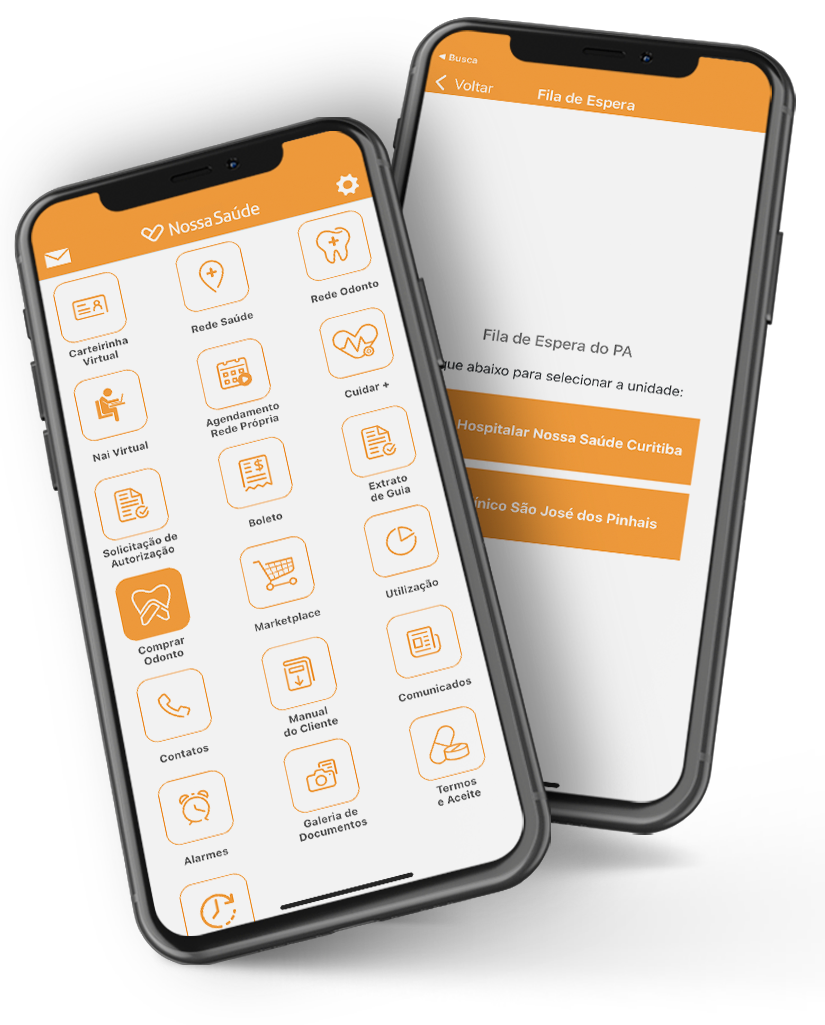 Nossa Saúde
Carteirinha
Virtual
Rede Saúde
Rede Odonto
Nai Virtual
Agendamento
Rede Própria
Cuidar +
Solicitação de
Autorização
Boleto
Extrato
de Guia
Comprar
Odonto
Marketplace
Utilização
Contatos
Manual
do Cliente
Comunicados
Alarmes
Galeria de
Documentos
Termos
e Aceite
◀ Busca
Voltar
Fila de Espera
Fila de Espera do PA
que abaixo para selecionar a unidade:
Hospitalar Nossa Saúde Curitiba
ínico São José dos Pinhais